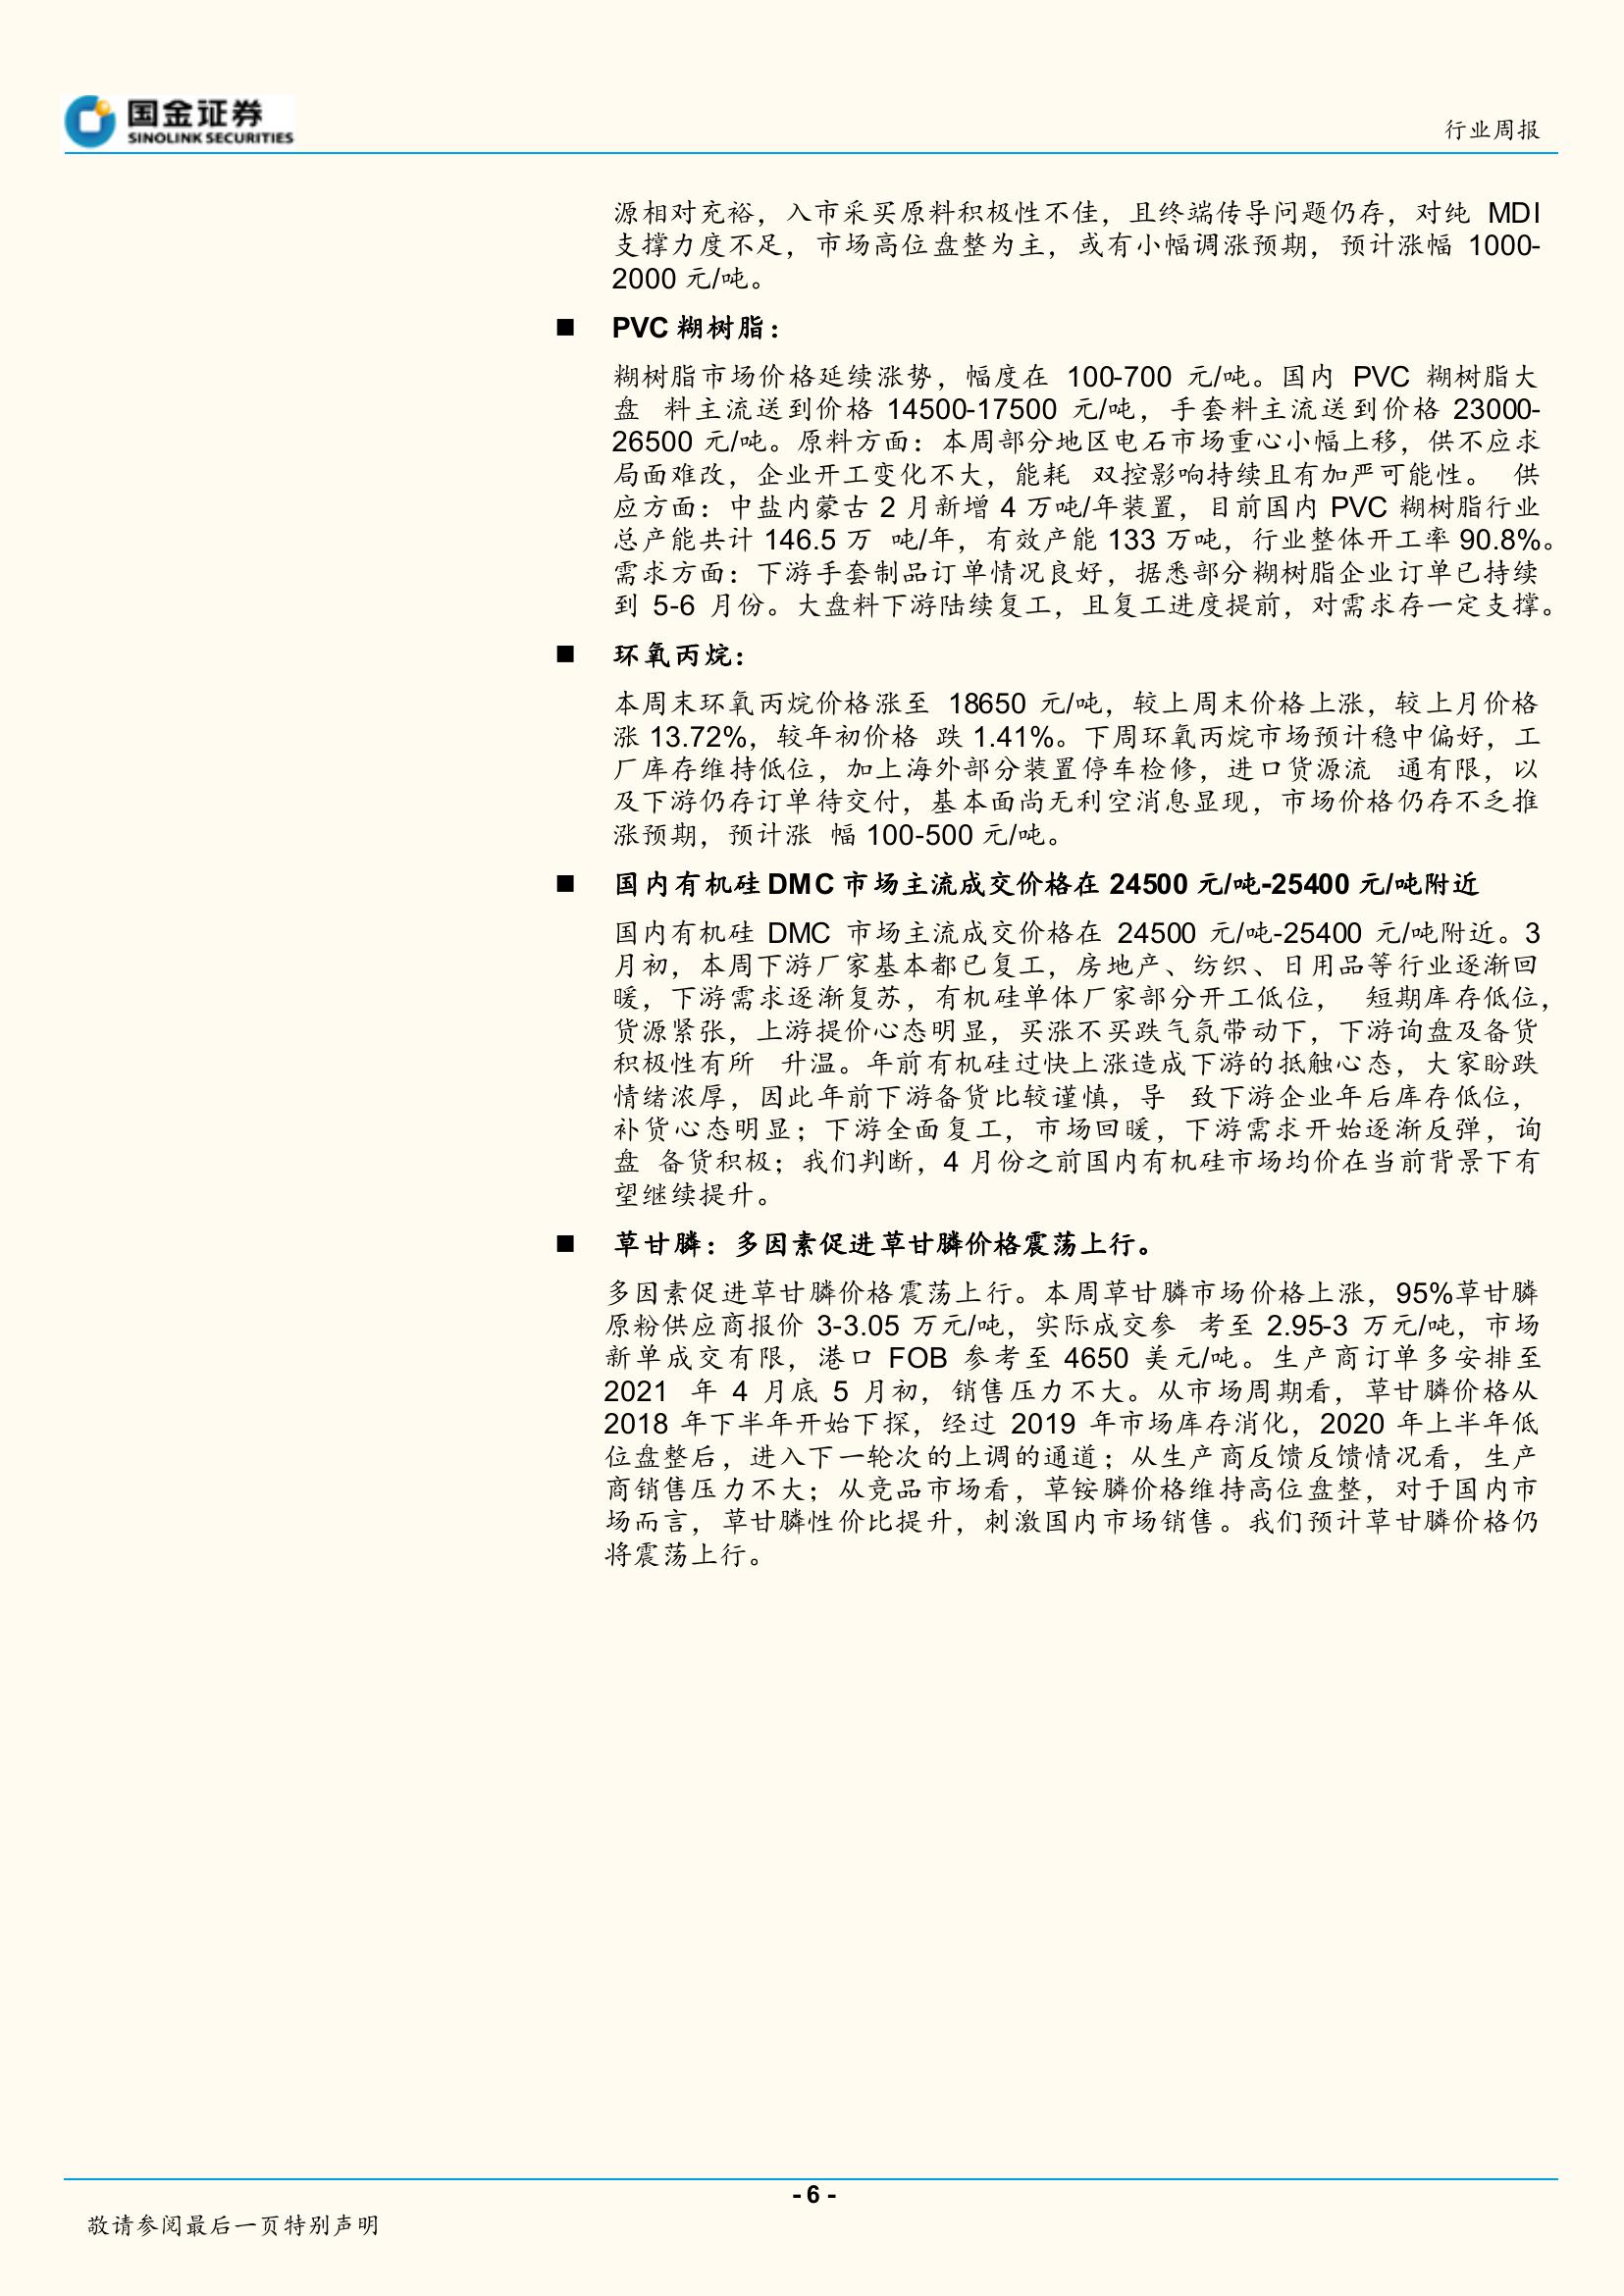 国金证券
SINOLINK SECURITIES
行业周报
源相对充裕，入市采买原料积极性不佳，且终端传导问题仍存，对纯 MDI
支撑力度不足，市场高位盘整为主，或有小幅调涨预期，预计涨幅 1000-
2000 元/吨。
■ PVC 糊树脂：
糊树脂市场价格延续涨势，幅度在 100-700 元/吨。国内 PVC 糊树脂大
盘 料主流送到价格 14500-17500 元/吨，手套料主流送到价格 23000-
26500 元/吨。原料方面：本周部分地区电石市场重心小幅上移，供不应求
局面难改，企业开工变化不大，能耗 双控影响持续且有加严可能性。 供
应方面：中盐内蒙古 2 月新增 4 万吨/年装置，目前国内 PVC 糊树脂行业
总产能共计 146.5 万 吨/年，有效产能 133 万吨，行业整体开工率 90.8%。
需求方面：下游手套制品订单情况良好，据悉部分糊树脂企业订单已持续
到 5-6 月份。大盘料下游陆续复工，且复工进度提前，对需求存一定支撑。
■ 环氧丙烷：
本周末环氧丙烷价格涨至 18650 元/吨，较上周末价格上涨，较上月价格
涨 13.72%，较年初价格 跌 1.41%。下周环氧丙烷市场预计稳中偏好，工
厂库存维持低位，加上海外部分装置停车检修，进口货源流 通有限，以
及下游仍存订单待交付，基本面尚无利空消息显现，市场价格仍存不乏推
涨预期，预计涨 幅 100-500 元/吨。
■ 国内有机硅 DMC 市场主流成交价格在 24500 元/吨-25400 元/吨附近
国内有机硅 DMC 市场主流成交价格在 24500 元/吨-25400 元/吨附近。3
月初，本周下游厂家基本都已复工，房地产、纺织、日用品等行业逐渐回
暖，下游需求逐渐复苏，有机硅单体厂家部分开工低位， 短期库存低位，
货源紧张，上游提价心态明显，买涨不买跌气氛带动下，下游询盘及备货
积极性有所 升温。年前有机硅过快上涨造成下游的抵触心态，大家盼跌
情绪浓厚，因此年前下游备货比较谨慎，导 致下游企业年后库存低位，
补货心态明显；下游全面复工，市场回暖，下游需求开始逐渐反弹，询
盘 备货积极；我们判断，4 月份之前国内有机硅市场均价在当前背景下有
望继续提升。
■ 草甘膦：多因素促进草甘膦价格震荡上行。
多因素促进草甘膦价格震荡上行。本周草甘膦市场价格上涨，95%草甘膦
原粉供应商报价 3-3.05 万元/吨，实际成交参 考至 2.95-3 万元/吨，市场
新单成交有限，港口 FOB 参考至 4650 美元/吨。生产商订单多安排至
2021 年 4 月底 5 月初，销售压力不大。从市场周期看，草甘膦价格从
2018 年下半年开始下探，经过 2019 年市场库存消化，2020 年上半年低
位盘整后，进入下一轮次的上调的通道；从生产商反馈反馈情况看，生产
商销售压力不大；从竞品市场看，草铵膦价格维持高位盘整，对于国内市
场而言，草甘膦性价比提升，刺激国内市场销售。我们预计草甘膦价格仍
将震荡上行。
- 6 -
敬请参阅最后一页特别声明